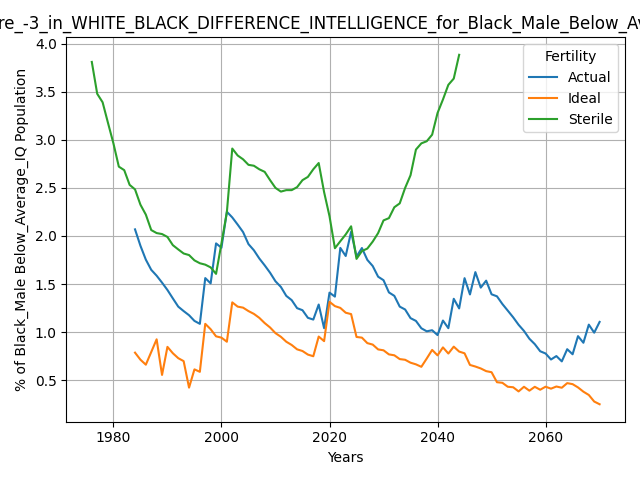 re_-3_in_WHITE_BLACK_DIFFERENCE_INTELLIGENCE_for_Black_Male_Below_Av
4.0
3.5
3.0
2.5
2.0
1.5
1.0
0.5
% of Black_Male Below_Average_IQ Population
Fertility
Actual
Ideal
Sterile
1980
2000
2020
2040
2060
Years